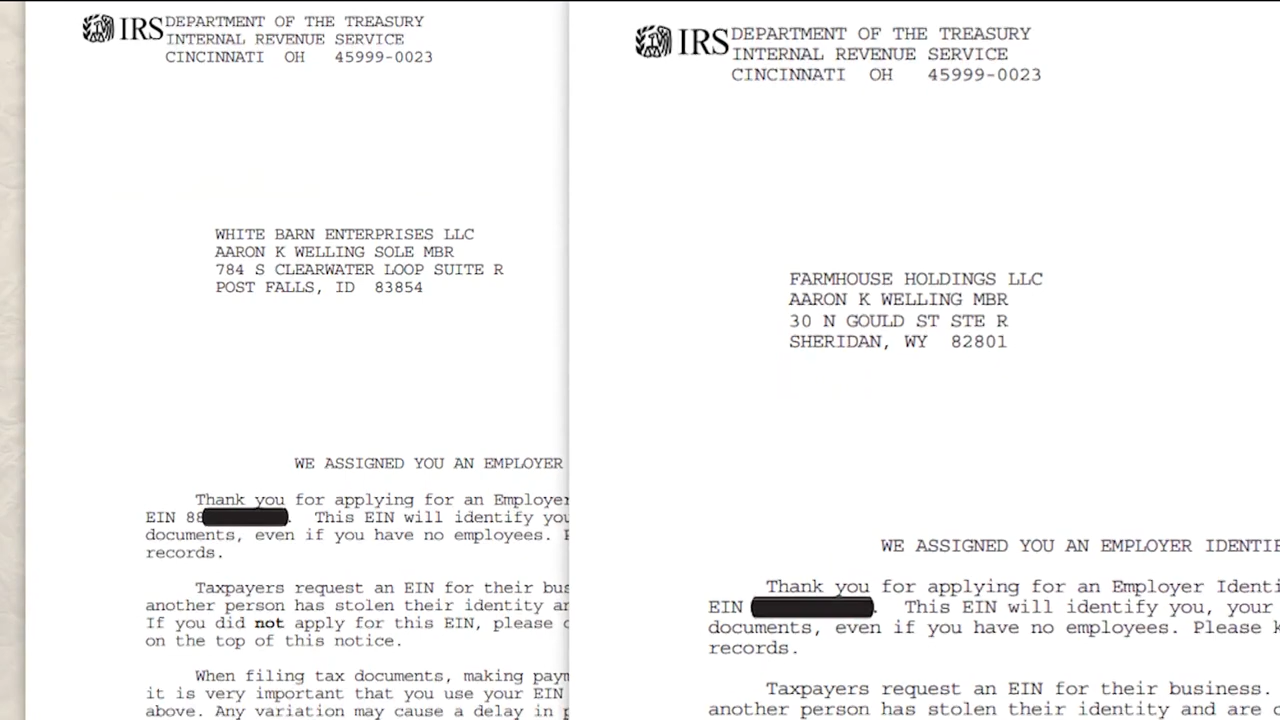 IRS DEPARTMENT OF THE TREASURY
INTERNAL REVENUE SERVICE
CINCINNATI OH 45999-0023
WHITE BARN ENTERPRISES LLC
AARON K WELLING SOLE MBR
784 S CLEARWATER LOOP SUITE R
POST FALLS, ID 83854
WE ASSIGNED YOU AN EMPLOYER
Thank you for applying for an Employer
EIN 88 . This EIN will identify you
documents, even if you have no employees.
records.
Taxpayers request an EIN for their
another person has stolen their identity
If you did not apply for this EIN, please
on the top of this notice.
When filing tax documents, making
it is very important that you use your EIN
above. Any variation may cause a delay in
IRS DEPARTMENT OF THE TREASURY
INTERNAL REVENUE SERVICE
CINCINNATI OH 45999-0023
FARMHOUSE HOLDINGS LLC
AARON K WELLING MBR
30 N GOULD ST STE R
SHERIDAN, WY 82801
WE ASSIGNED YOU AN EMPLOYER
Thank you for applying for an Employer
EIN . This EIN will identify you, your
documents, even if you have no employees. Please
records.
Taxpayers request an EIN for their business.
another person has stolen their identity and are